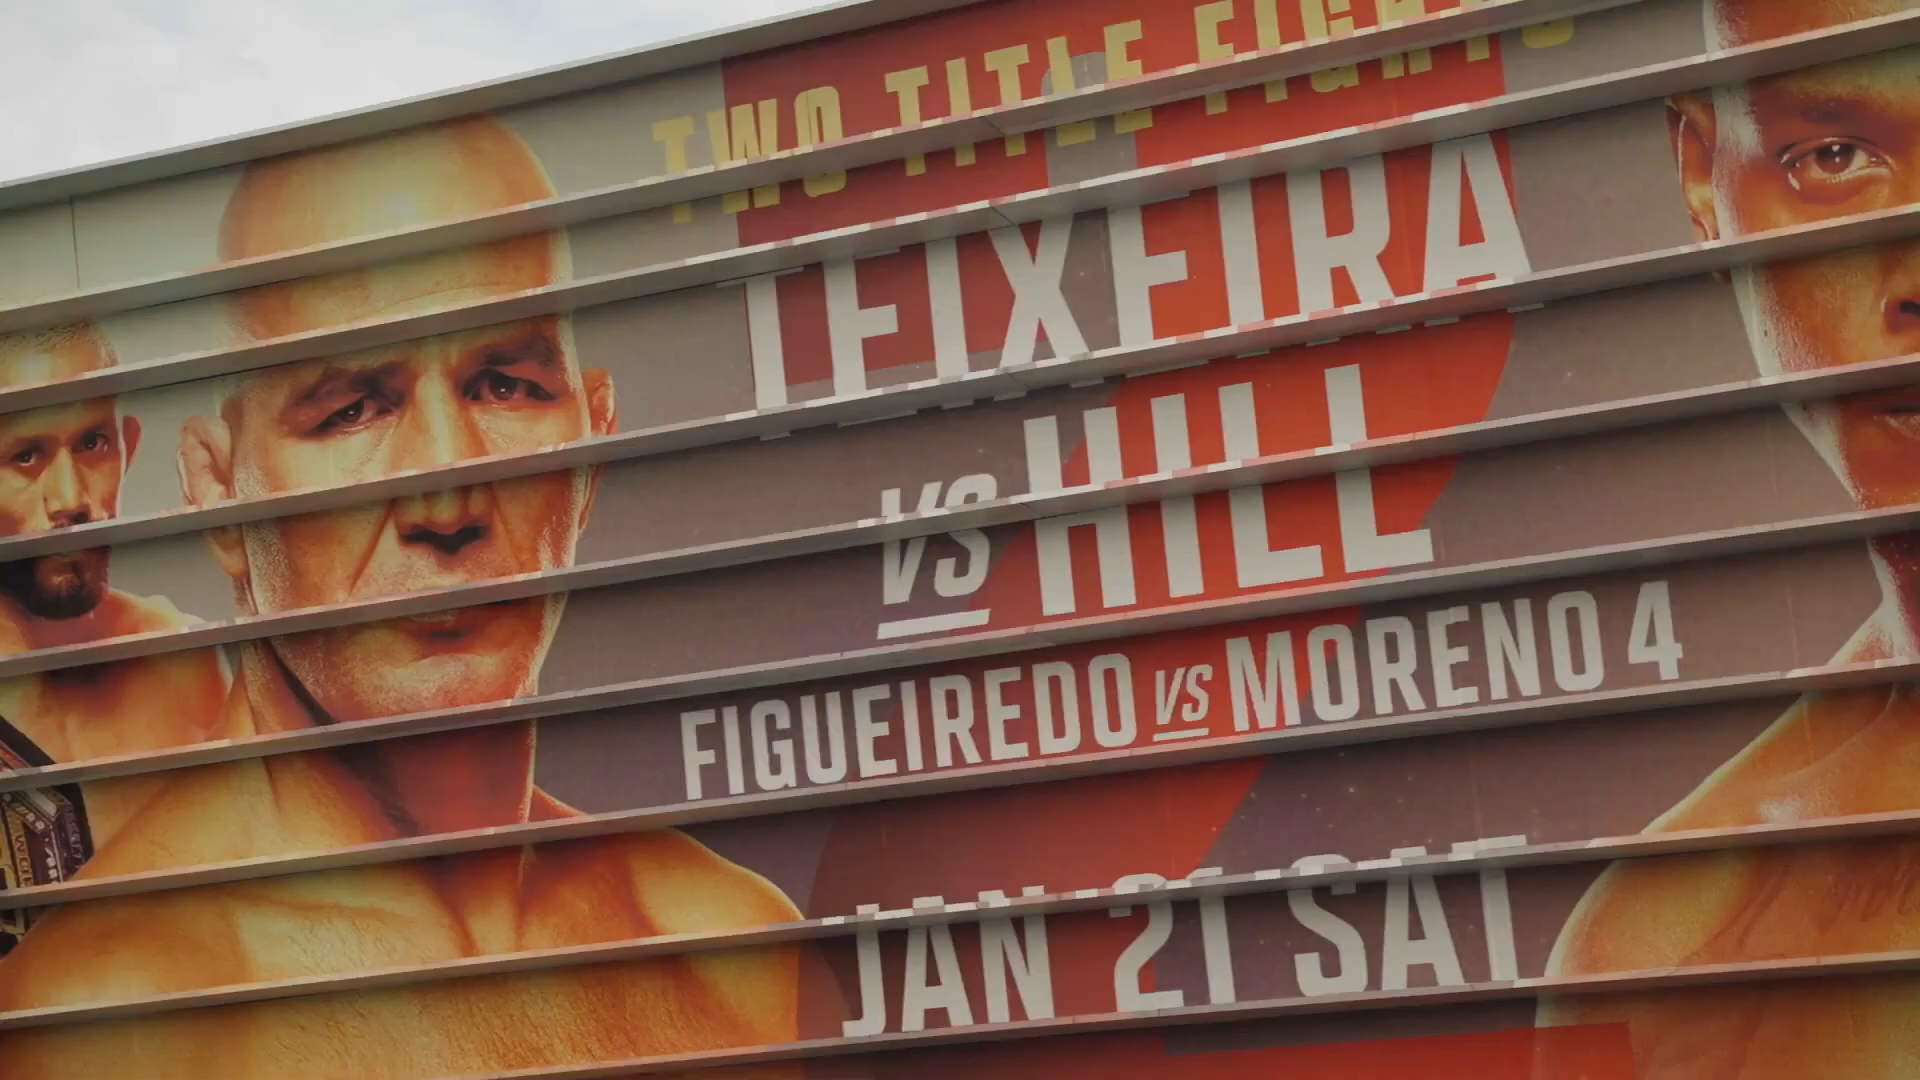 TWO TITLE FIGHTS
TEIXEIRA
VS HILL
FIGUEIREDO VS MORENO 4
JAN 21 SAT